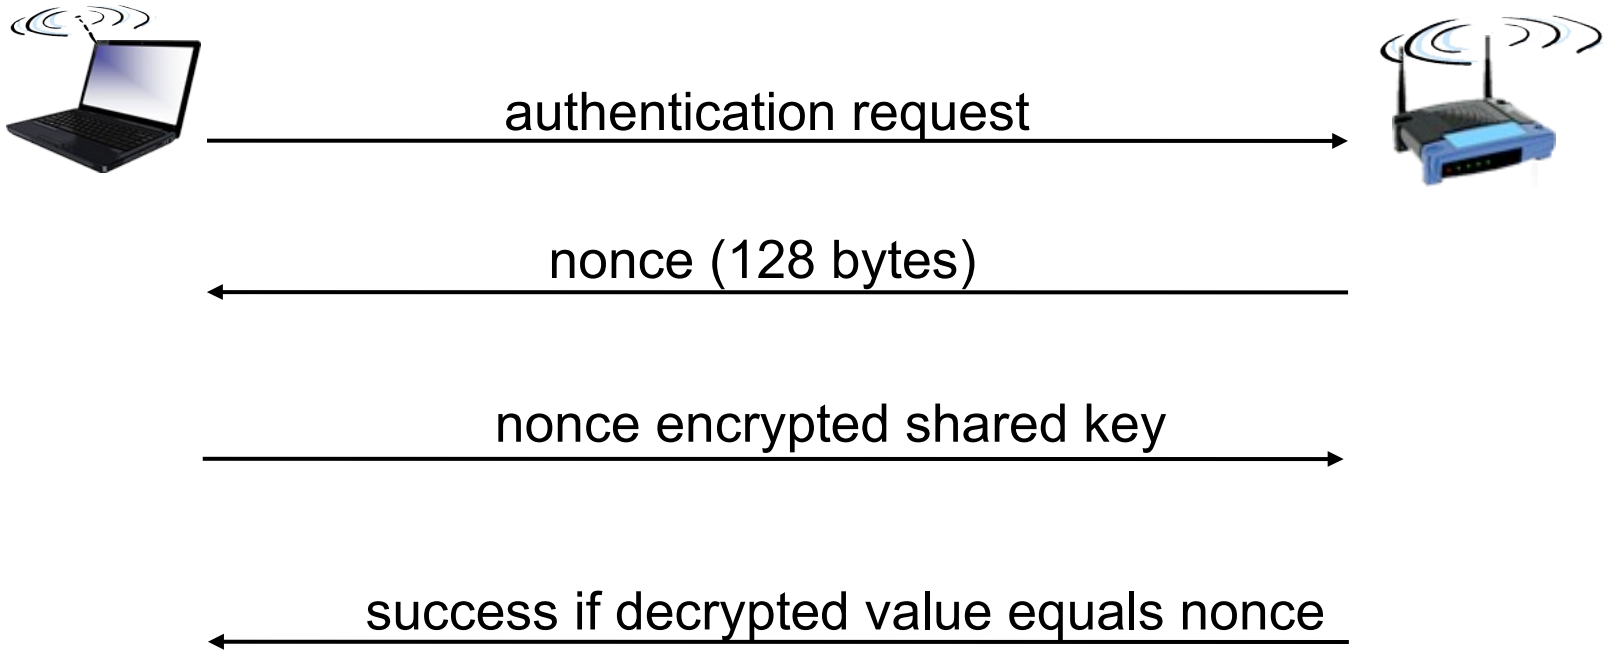 authentication request
nonce (128 bytes)
nonce encrypted shared key
success if decrypted value equals nonce